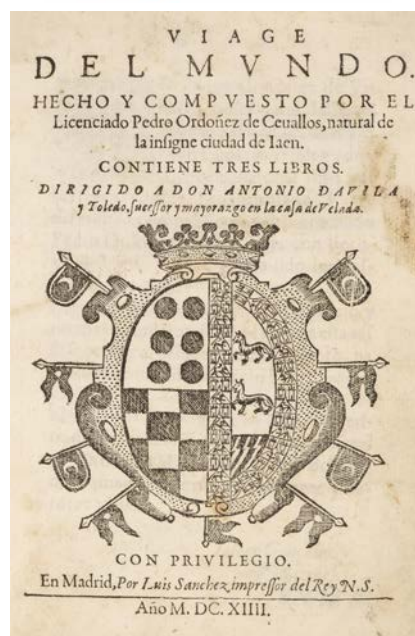 VIAGE
DEL MVNDO.
HECHO Y COMPVESTO POR EL
Licenciado Pedro Ordoñez de Ceuallos, natural de
la insigne ciudad de Iaen.
CONTIENE TRES LIBROS.
DIRIGIDO A DON ANTONIO DAVILA
y Toledo, sucessor y mayorazgo en la casa de Velada.
CON PRIVILEGIO.
En Madrid, Por Luis Sanchez impressor del Rey N.S.
Año M. DC. XIIII.